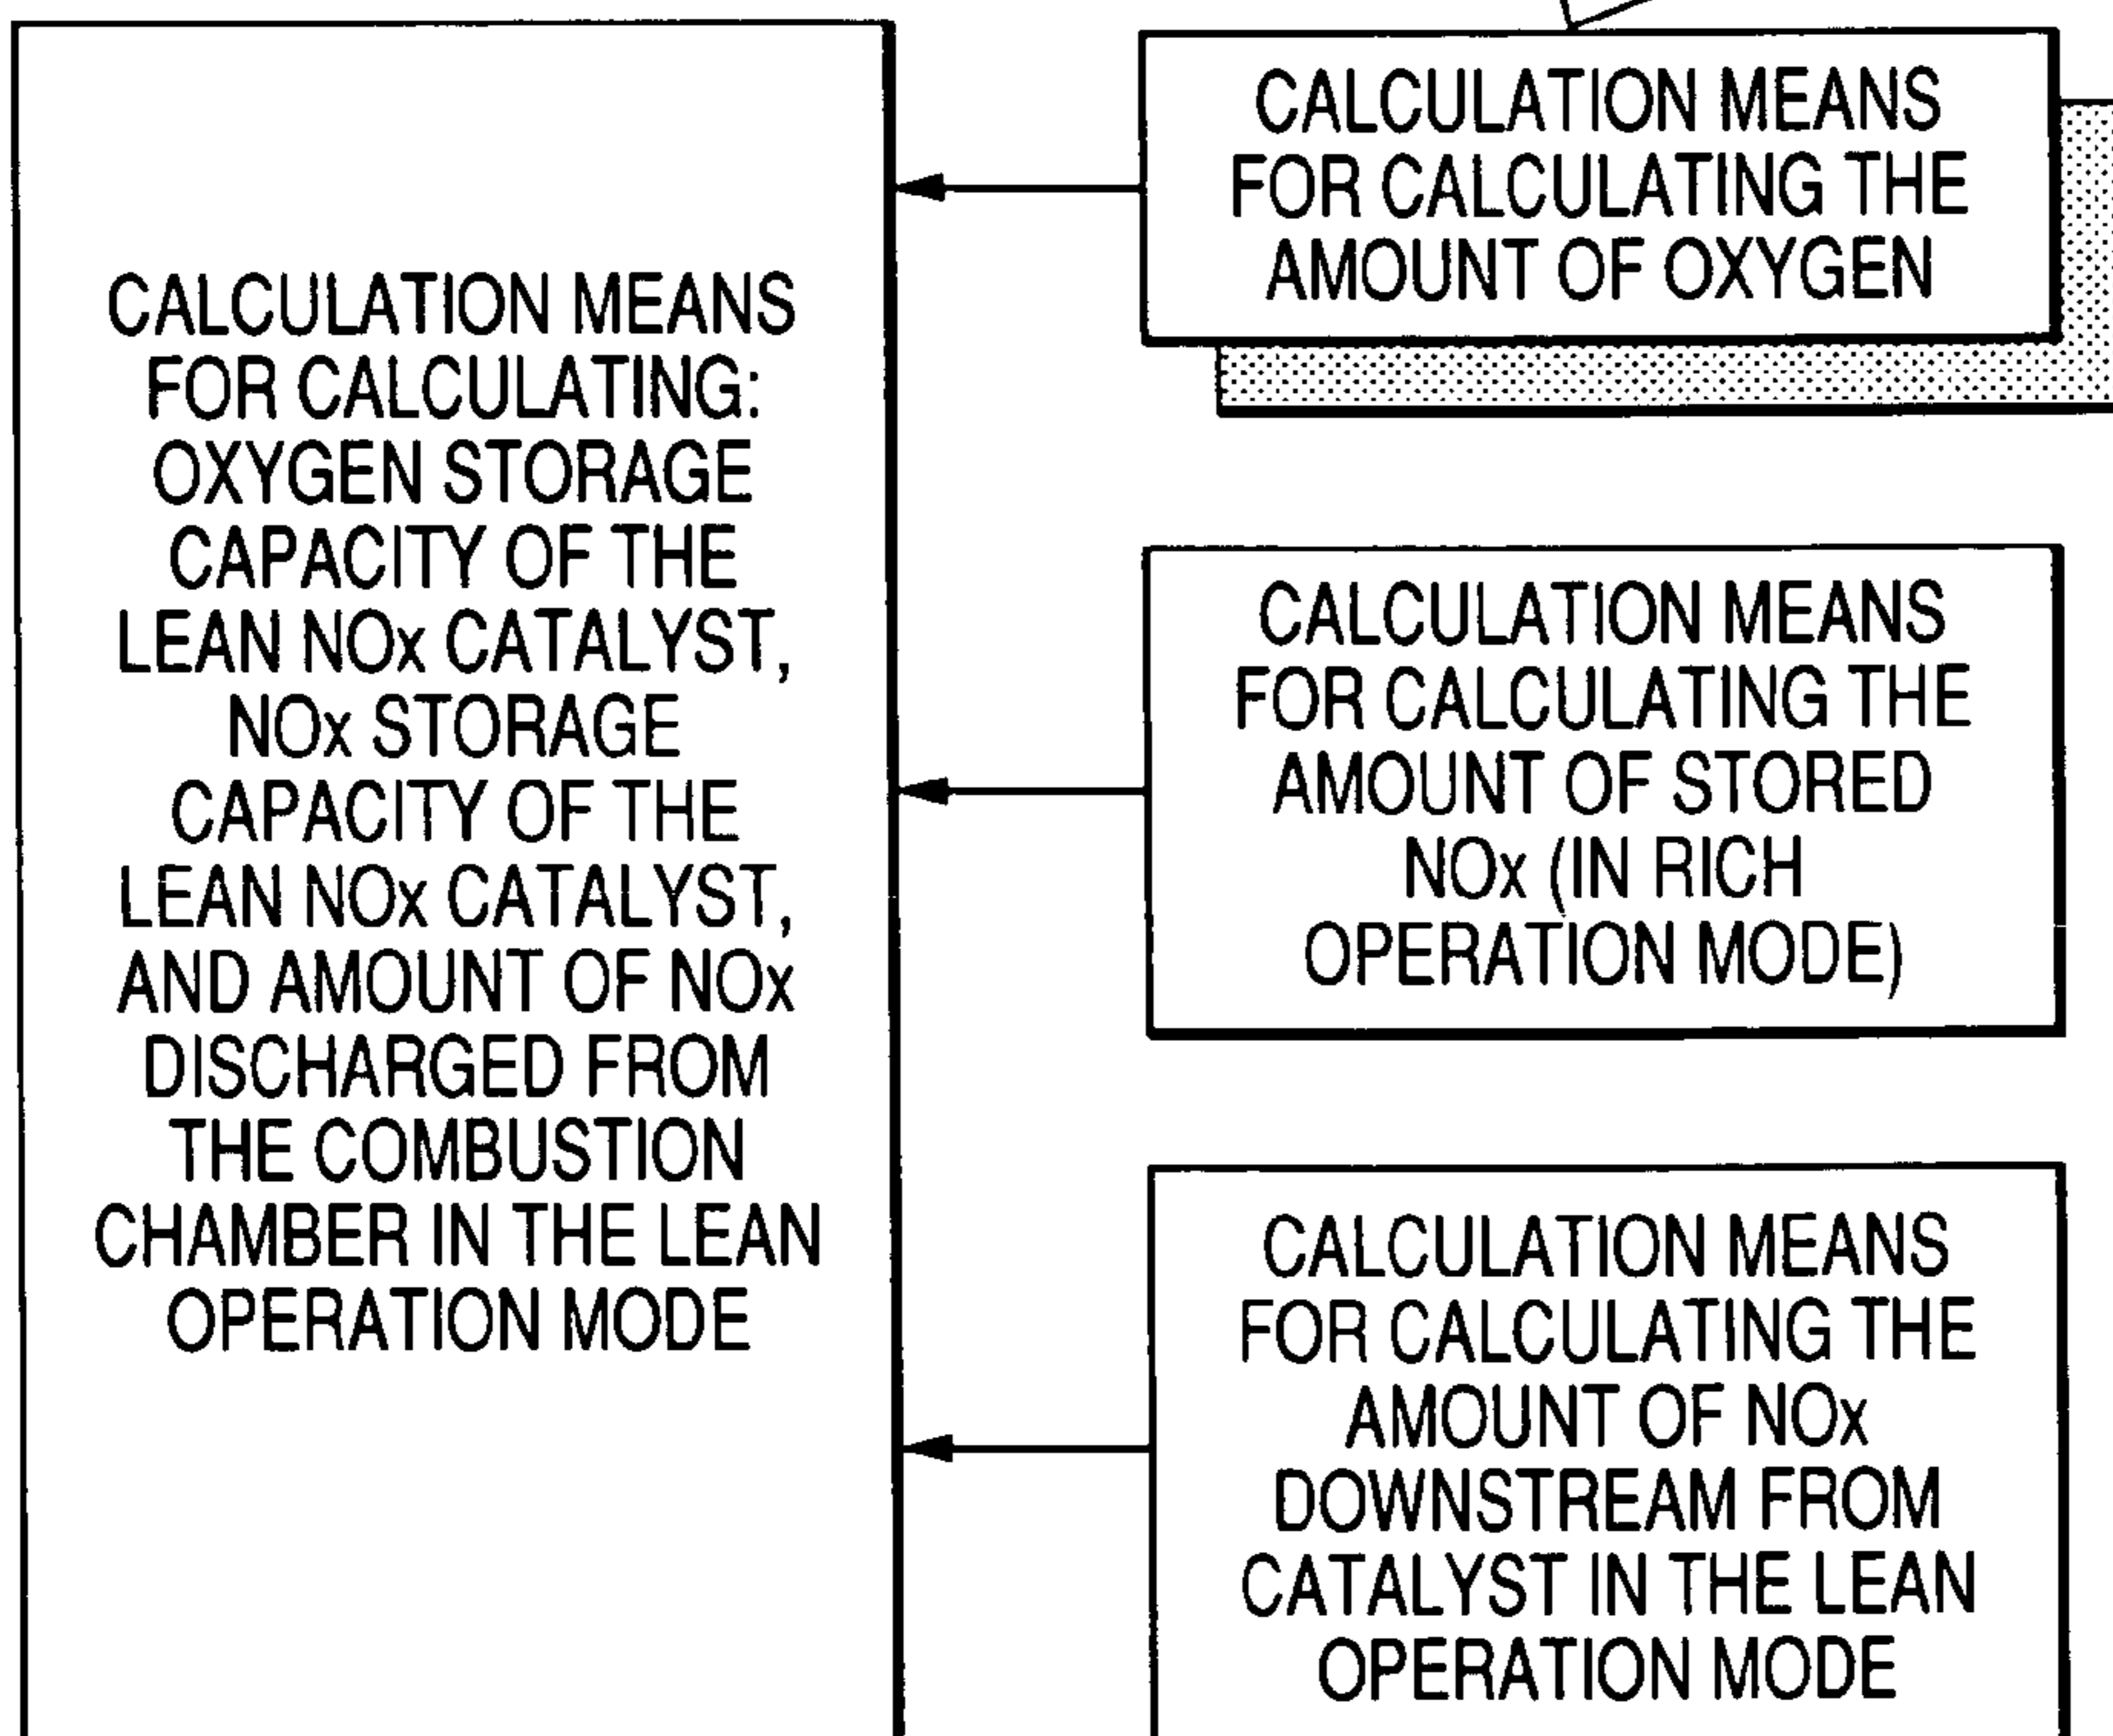 CALCULATION MEANS
FOR CALCULATING:
OXYGEN STORAGE
CAPACITY OF THE
LEAN NOx CATALYST,
NOx STORAGE
CAPACITY OF THE
LEAN NOx CATALYST,
AND AMOUNT OF NOx
DISCHARGED FROM
THE COMBUSTION
CHAMBER IN THE LEAN
OPERATION MODE
CALCULATION MEANS
FOR CALCULATING THE
AMOUNT OF OXYGEN
CALCULATION MEANS
FOR CALCULATING THE
AMOUNT OF STORED
NOx (IN RICH
OPERATION MODE)
CALCULATION MEANS
FOR CALCULATING THE
AMOUNT OF NOx
DOWNSTREAM FROM
CATALYST IN THE LEAN
OPERATION MODE